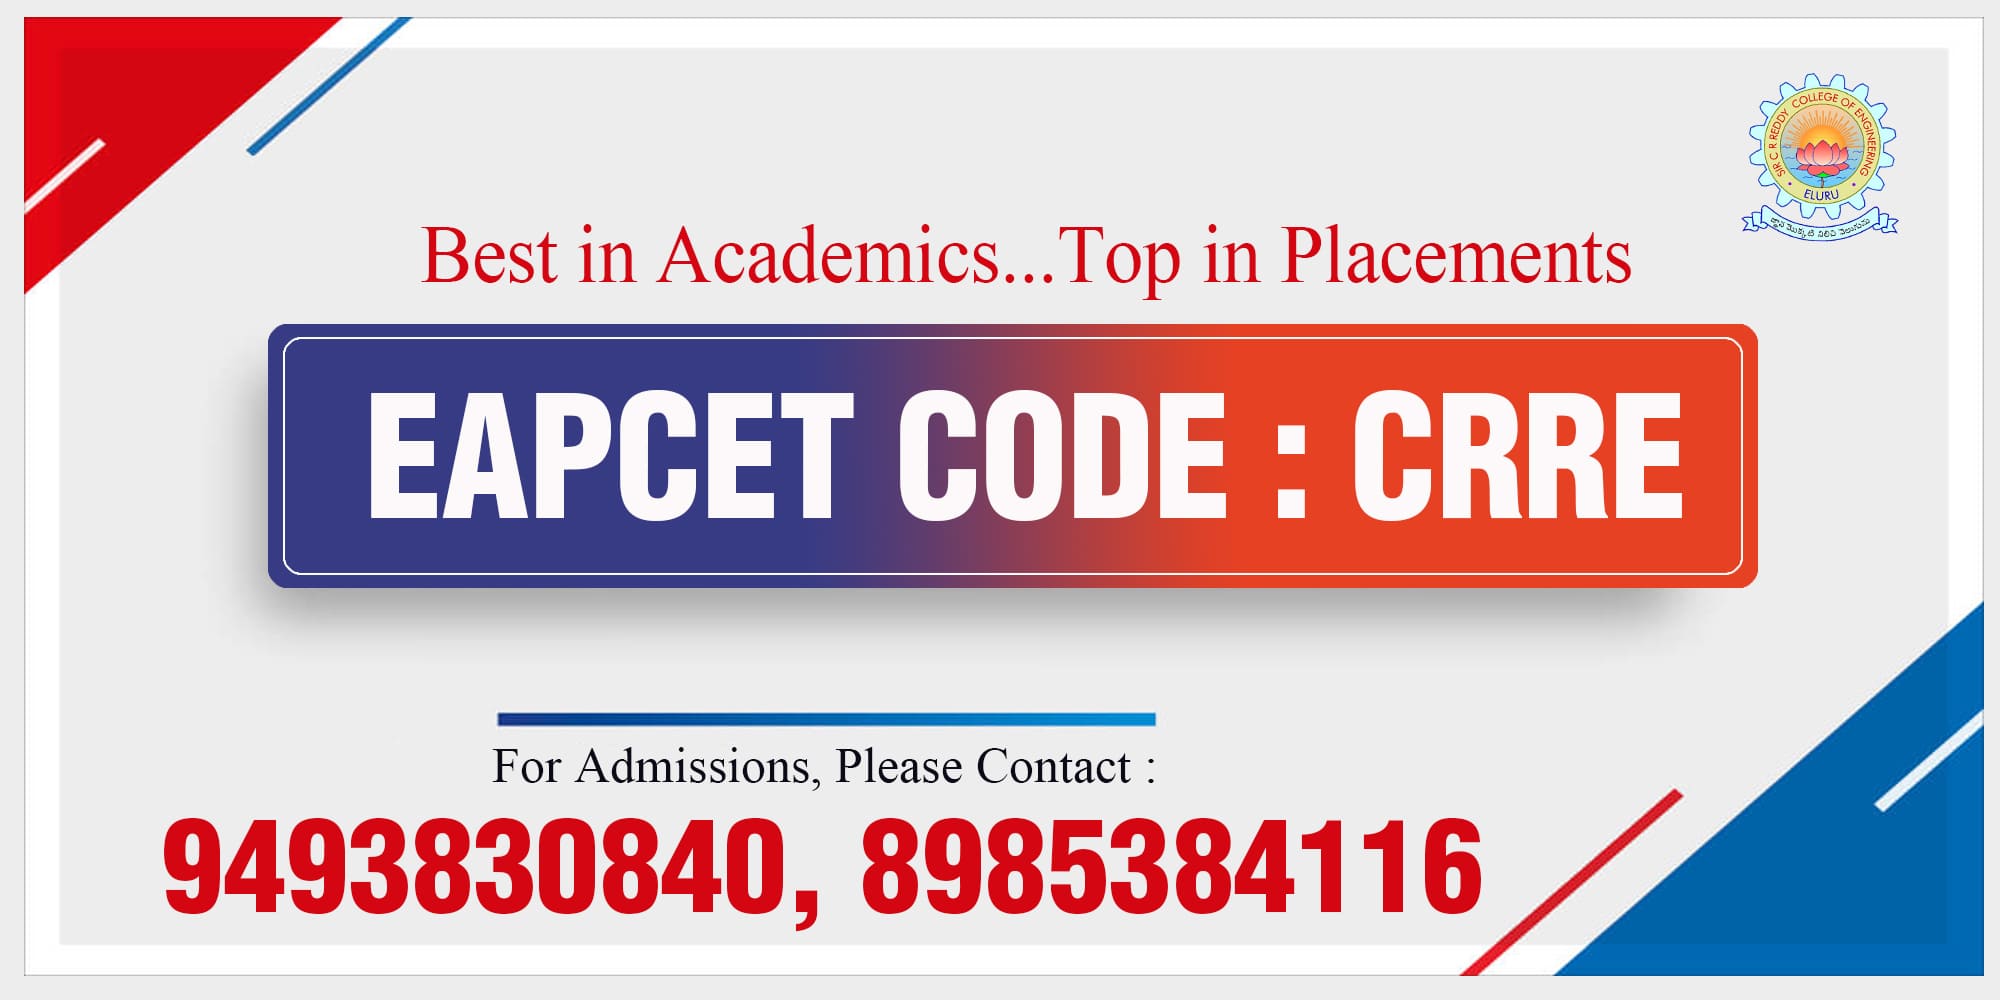 SIR C R REDDY COLLEGE OF ENGINEERING
ELURU
జ్ఞాన మొక్కటి నిలిచి వెలుగును
Best in Academics...Top in Placements
EAPCET CODE : CRRE
For Admissions, Please Contact :
9493830840, 8985384116